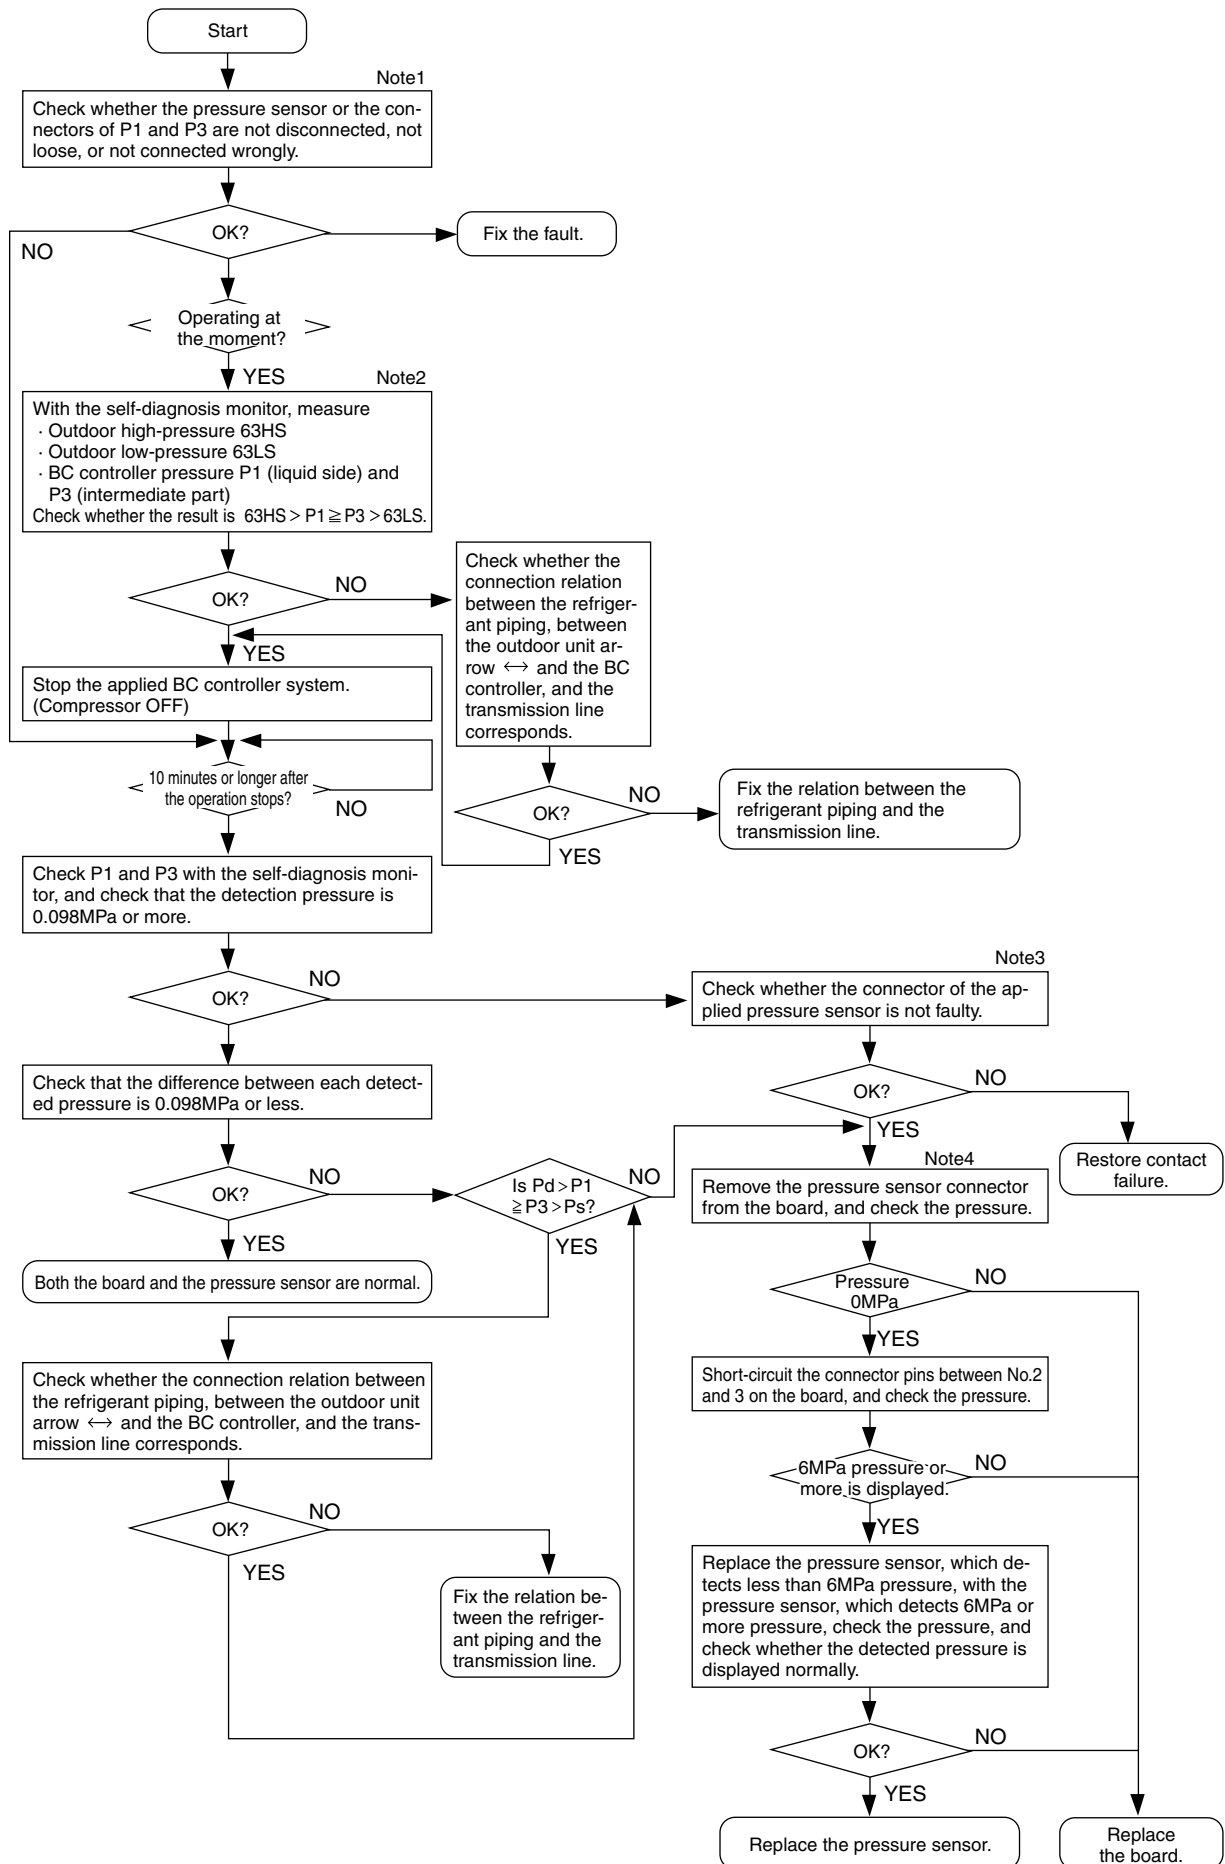 Start
Note1
Check whether the pressure sensor or the con-
nectors of P1 and P3 are not disconnected, not
loose, or not connected wrongly.
OK?
Fix the fault.
NO
Operating at
the moment?
YES
Note2
With the self-diagnosis monitor, measure
· Outdoor high-pressure 63HS
· Outdoor low-pressure 63LS
· BC controller pressure P1 (liquid side) and
P3 (intermediate part)
Check whether the result is 63HS > P1 ≧ P3 > 63LS.
OK?
NO
YES
Check whether the
connection relation
between the refriger-
ant piping, between
the outdoor unit ar-
row ↔ and the BC
controller, and the
transmission line
corresponds.
Stop the applied BC controller system.
(Compressor OFF)
10 minutes or longer after
the operation stops?
NO
OK?
NO
YES
Fix the relation between the
refrigerant piping and the
transmission line.
Check P1 and P3 with the self-diagnosis moni-
tor, and check that the detection pressure is
0.098MPa or more.
OK?
NO
Note3
Check whether the connector of the ap-
plied pressure sensor is not faulty.
Check that the difference between each detect-
ed pressure is 0.098MPa or less.
OK?
NO
YES
Restore contact
failure.
OK?
NO
YES
Is Pd > P1
≧ P3 > Ps?
NO
YES
Note4
Remove the pressure sensor connector
from the board, and check the pressure.
Both the board and the pressure sensor are normal.
Pressure
0MPa
NO
YES
Check whether the connection relation between
the refrigerant piping, between the outdoor unit
arrow ↔ and the BC controller, and the trans-
mission line corresponds.
Short-circuit the connector pins between No.2
and 3 on the board, and check the pressure.
6MPa pressure or
more is displayed.
NO
YES
OK?
NO
YES
Fix the relation be-
tween the refriger-
ant piping and the
transmission line.
Replace the pressure sensor, which de-
tects less than 6MPa pressure, with the
pressure sensor, which detects 6MPa or
more pressure, check the pressure, and
check whether the detected pressure is
displayed normally.
OK?
NO
YES
Replace the pressure sensor.
Replace
the board.